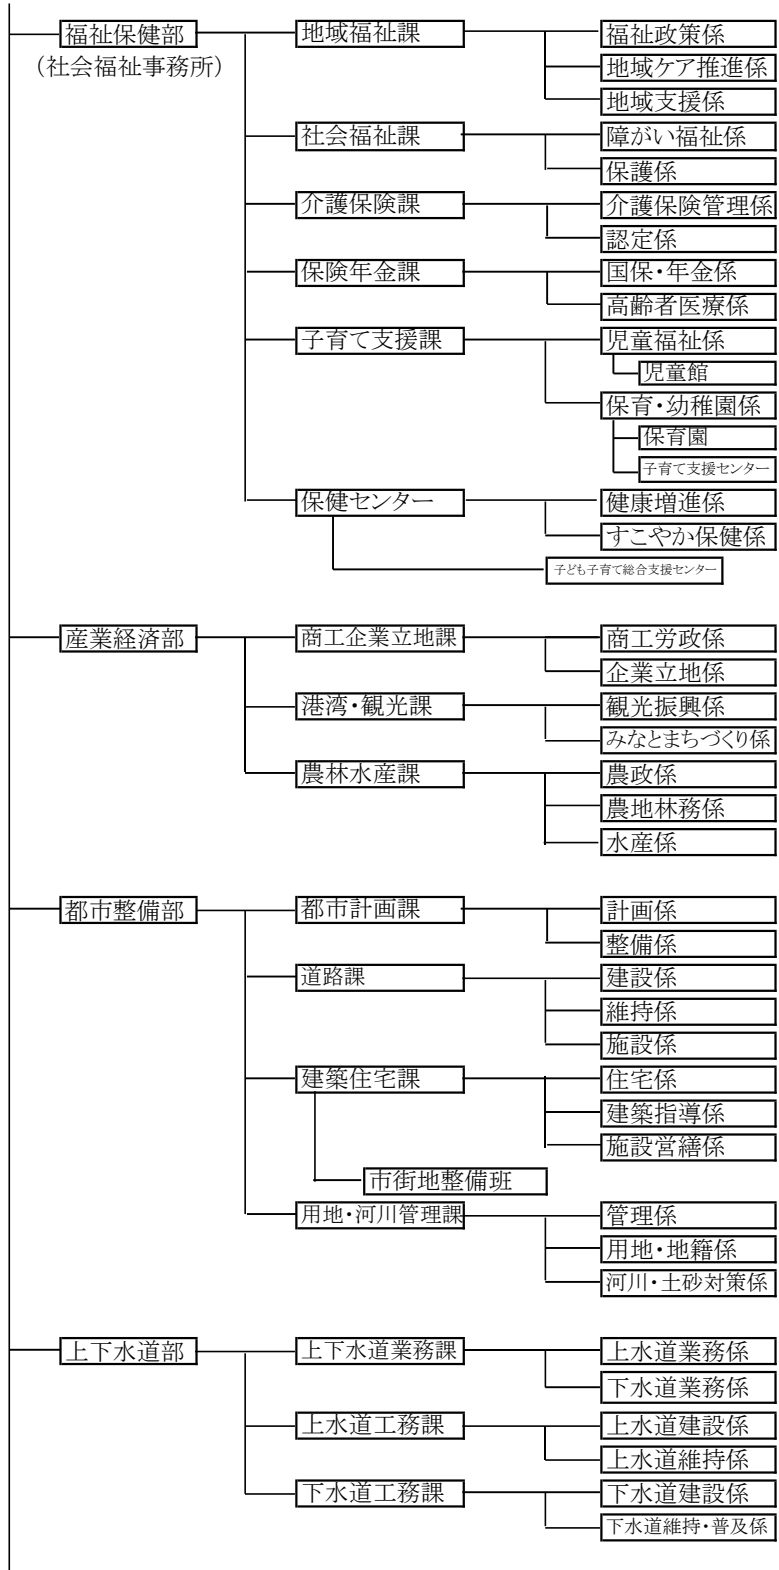 福祉保健部 地域福祉課 福祉政策係
(社会福祉事務所) 地域ケア推進係
地域支援係
社会福祉課 障がい福祉係
保護係
介護保険課 介護保険管理係
認定係
保険年金課 国保・年金係
高齢者医療係
子育て支援課 児童福祉係
児童館
保育・幼稚園係
保育園
子育て支援センター
保健センター 健康増進係
すこやか保健係
子ども子育て総合支援センター
産業経済部 商工企業立地課 商工労政係
企業立地係
港湾・観光課 観光振興係
みなとまちづくり係
農林水産課 農政係
農地林務係
水産係
都市整備部 都市計画課 計画係
整備係
道路課 建設係
維持係
施設係
建築住宅課 住宅係
建築指導係
施設営繕係
市街地整備班
用地・河川管理課 管理係
用地・地籍係
河川・土砂対策係
上下水道部 上下水道業務課 上水道業務係
下水道業務係
上水道工務課 上水道建設係
上水道維持係
下水道工務課 下水道建設係
下水道維持・普及係